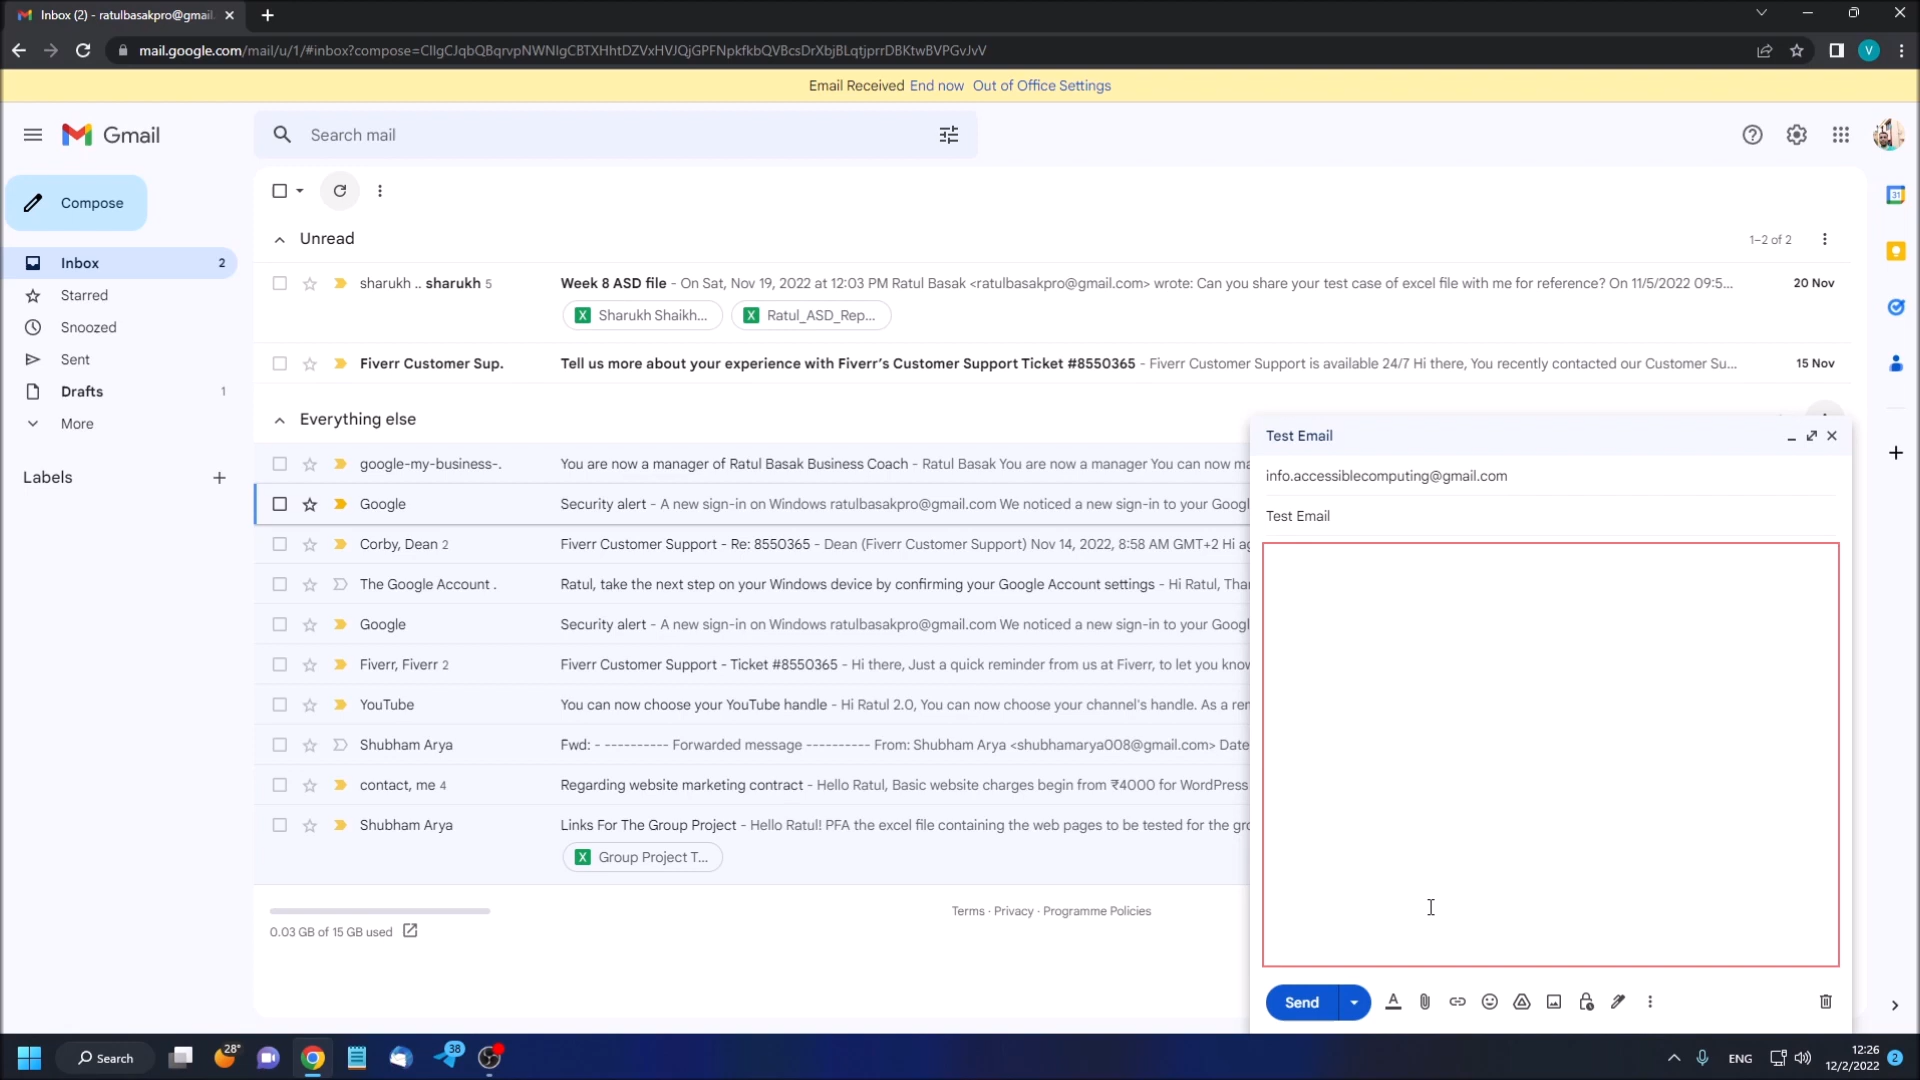 Inbox (2) - ratulbasakpro@gmail.
mail.google.com/mail/u/1/#inbox?compose=CllgCJqbQBqrvpNWNlgCBTXHhtDZVxHVJQjGPFNpkfkbQVBcsDrXbjBLqtjprrDBKtwBVPGvJvV
V
Email Received End now Out of Office Settings
Gmail
Search mail
Compose
Inbox 2
Starred
Snoozed
Sent
Drafts 1
More
Labels
Unread
1–2 of 2
sharukh .. sharukh 5 Week 8 ASD file - On Sat, Nov 19, 2022 at 12:03 PM Ratul Basak <ratulbasakpro@gmail.com> wrote: Can you share your test case of excel file with me for reference? On 11/5/2022 09:5... 20 Nov
Sharukh Shaikh... Ratul_ASD_Rep...
Fiverr Customer Sup. Tell us more about your experience with Fiverr's Customer Support Ticket #8550365 - Fiverr Customer Support is available 24/7 Hi there, You recently contacted our Customer Su... 15 Nov
Everything else
google-my-business-. You are now a manager of Ratul Basak Business Coach - Ratul Basak You are now a manager You can now ma
Google Security alert - A new sign-in on Windows ratulbasakpro@gmail.com We noticed a new sign-in to your Googl
Corby, Dean 2 Fiverr Customer Support - Re: 8550365 - Dean (Fiverr Customer Support) Nov 14, 2022, 8:58 AM GMT+2 Hi ag
The Google Account . Ratul, take the next step on your Windows device by confirming your Google Account settings - Hi Ratul, Than
Google Security alert - A new sign-in on Windows ratulbasakpro@gmail.com We noticed a new sign-in to your Googl
Fiverr, Fiverr 2 Fiverr Customer Support - Ticket #8550365 - Hi there, Just a quick reminder from us at Fiverr, to let you know
YouTube You can now choose your YouTube handle - Hi Ratul 2.0, You can now choose your channel's handle. As a rem
Shubham Arya Fwd: - ---------- Forwarded message ---------- From: Shubham Arya <shubhamarya008@gmail.com> Date
contact, me 4 Regarding website marketing contract - Hello Ratul, Basic website charges begin from ₹4000 for WordPress
Shubham Arya Links For The Group Project - Hello Ratul! PFA the excel file containing the web pages to be tested for the gro
Group Project T...
0.03 GB of 15 GB used
Terms · Privacy · Programme Policies
Test Email
info.accessiblecomputing@gmail.com
Test Email
Send
31
Search
28°
38
ENG
12:26
12/2/2022
2